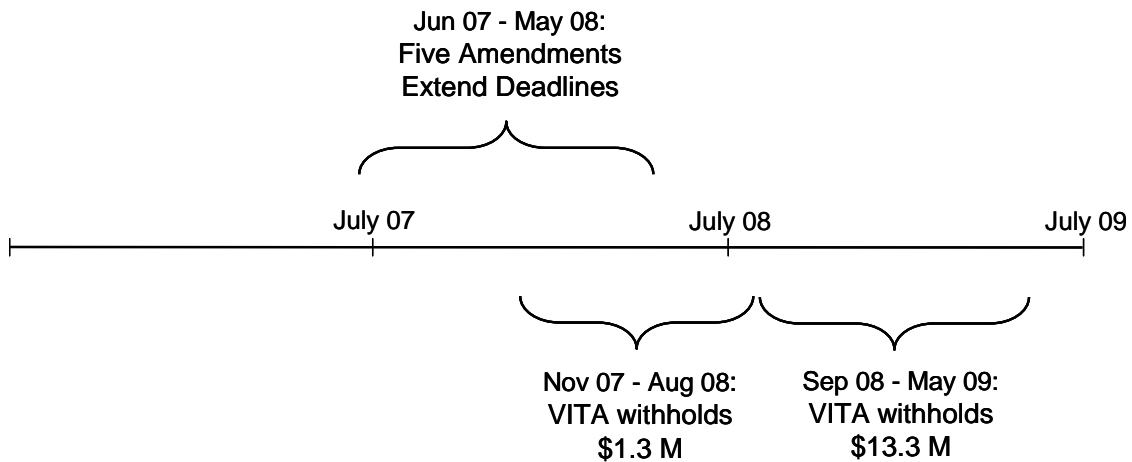 Jun 07 - May 08:
Five Amendments
Extend Deadlines
July 07
July 08
July 09
Nov 07 - Aug 08:
VITA withholds
$1.3 M
Sep 08 - May 09:
VITA withholds
$13.3 M